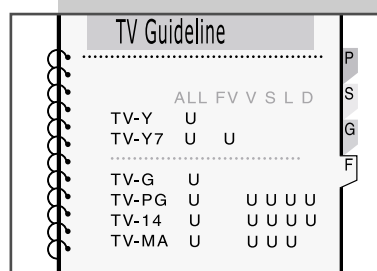 TV Guideline
P
ALL FV V S L D
S
TV-Y U
TV-Y7 U U
G
F
TV-G U
TV-PG U U U U U
TV-14 U U U U U
TV-MA U U U U